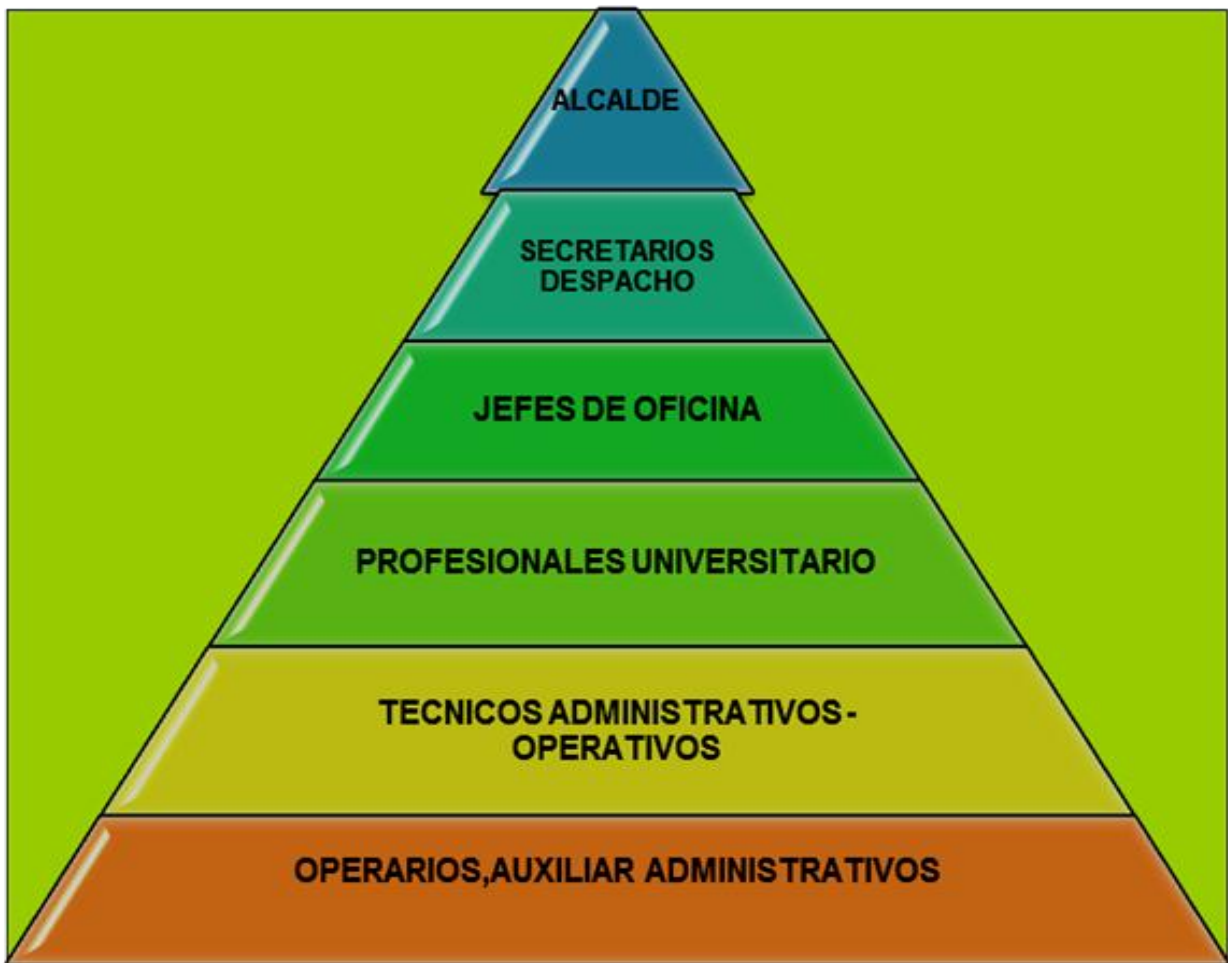 ALCALDE
SECRETARIOS
DESPACHO
JEFES DE OFICINA
PROFESIONALES UNIVERSITARIO
TECNICOS ADMINISTRATIVOS -
OPERATIVOS
OPERARIOS,AUXILIAR ADMINISTRATIVOS